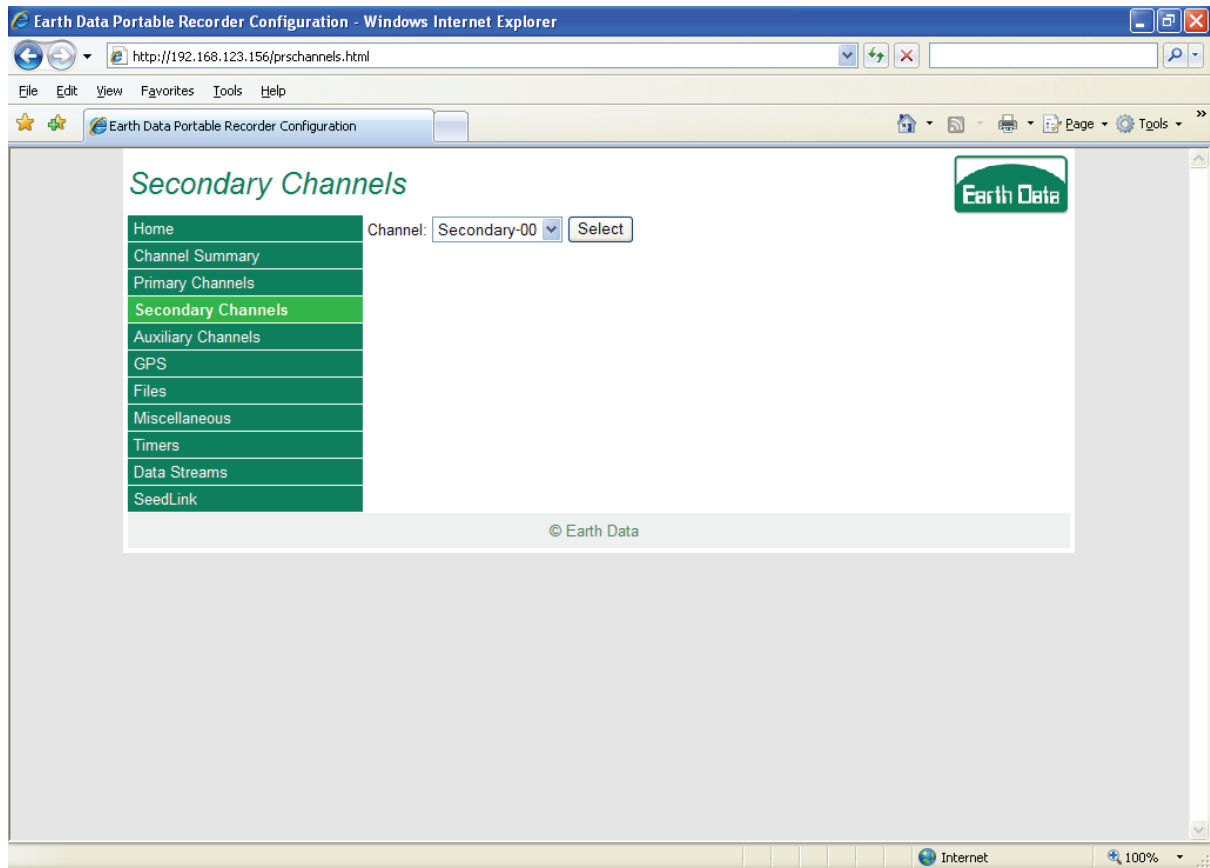 Earth Data Portable Recorder Configuration - Windows Internet Explorer
http://192.168.123.156/prschannels.html
File Edit View Favorites Tools Help
Earth Data Portable Recorder Configuration
Page Tools »
Secondary Channels
Earth Data
Home
Channel: Secondary-00 Select
Channel Summary
Primary Channels
Secondary Channels
Auxiliary Channels
GPS
Files
Miscellaneous
Timers
Data Streams
SeedLink
© Earth Data
Internet 100%